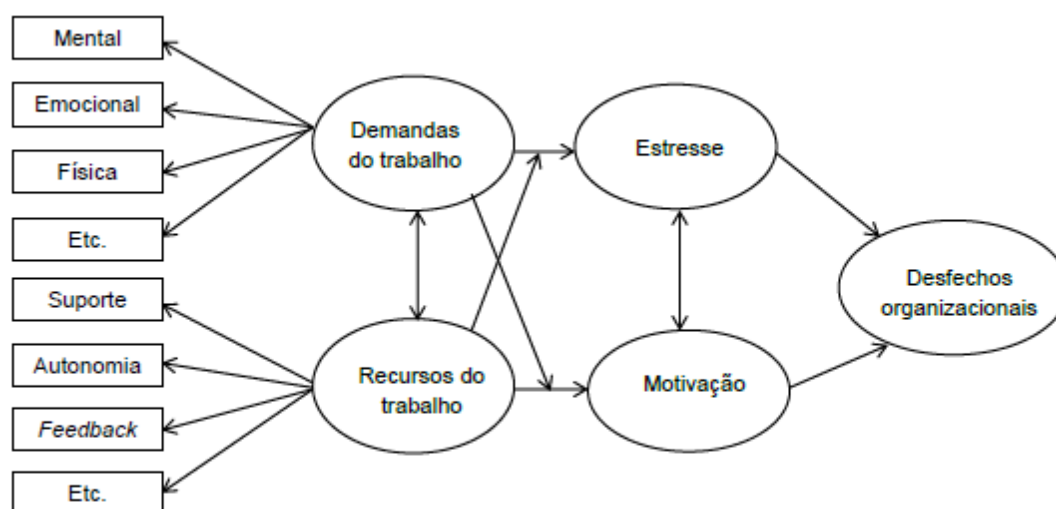 Mental
Emocional
Física
Etc.
Suporte
Autonomia
Feedback
Etc.
Demandas
do trabalho
Recursos do
trabalho
Estresse
Motivação
Desfechos
organizacionais